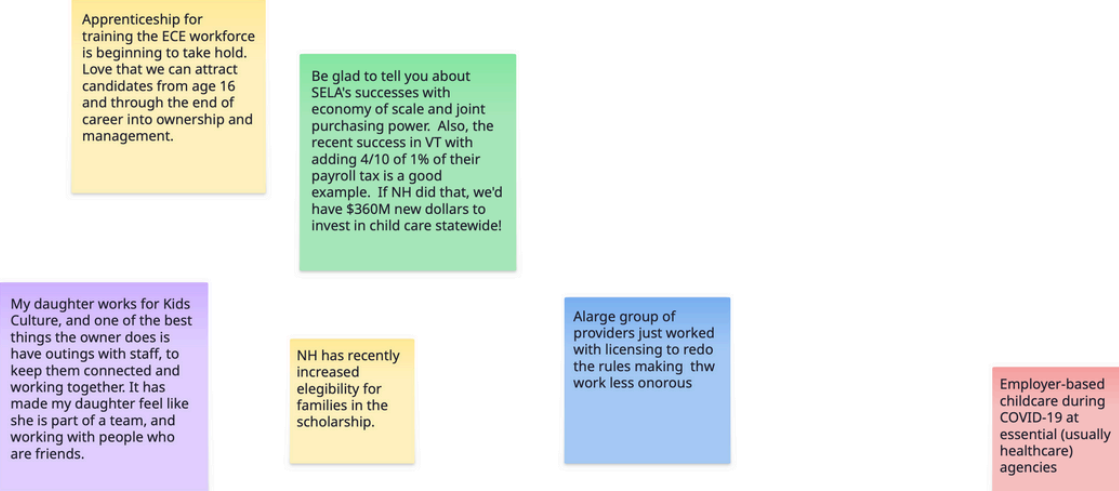 Apprenticeship for
training the ECE workforce
is beginning to take hold.
Love that we can attract
candidates from age 16
and through the end of
career into ownership and
management.
Be glad to tell you about
SELA's successes with
economy of scale and joint
purchasing power.  Also, the
recent success in VT with
adding 4/10 of 1% of their
payroll tax is a good
example.  If NH did that, we'd
have $360M new dollars to
invest in child care statewide!
My daughter works for Kids
Culture, and one of the best
things the owner does is
have outings with staff, to
keep them connected and
working together. It has
made my daughter feel like
she is part of a team, and
working with people who
are friends.
NH has recently
increased
elegibility for
families in the
scholarship.
Alarge group of
providers just worked
with licensing to redo
the rules making  thw
work less onorous
Employer-based
childcare during
COVID-19 at
essential (usually
healthcare)
agencies